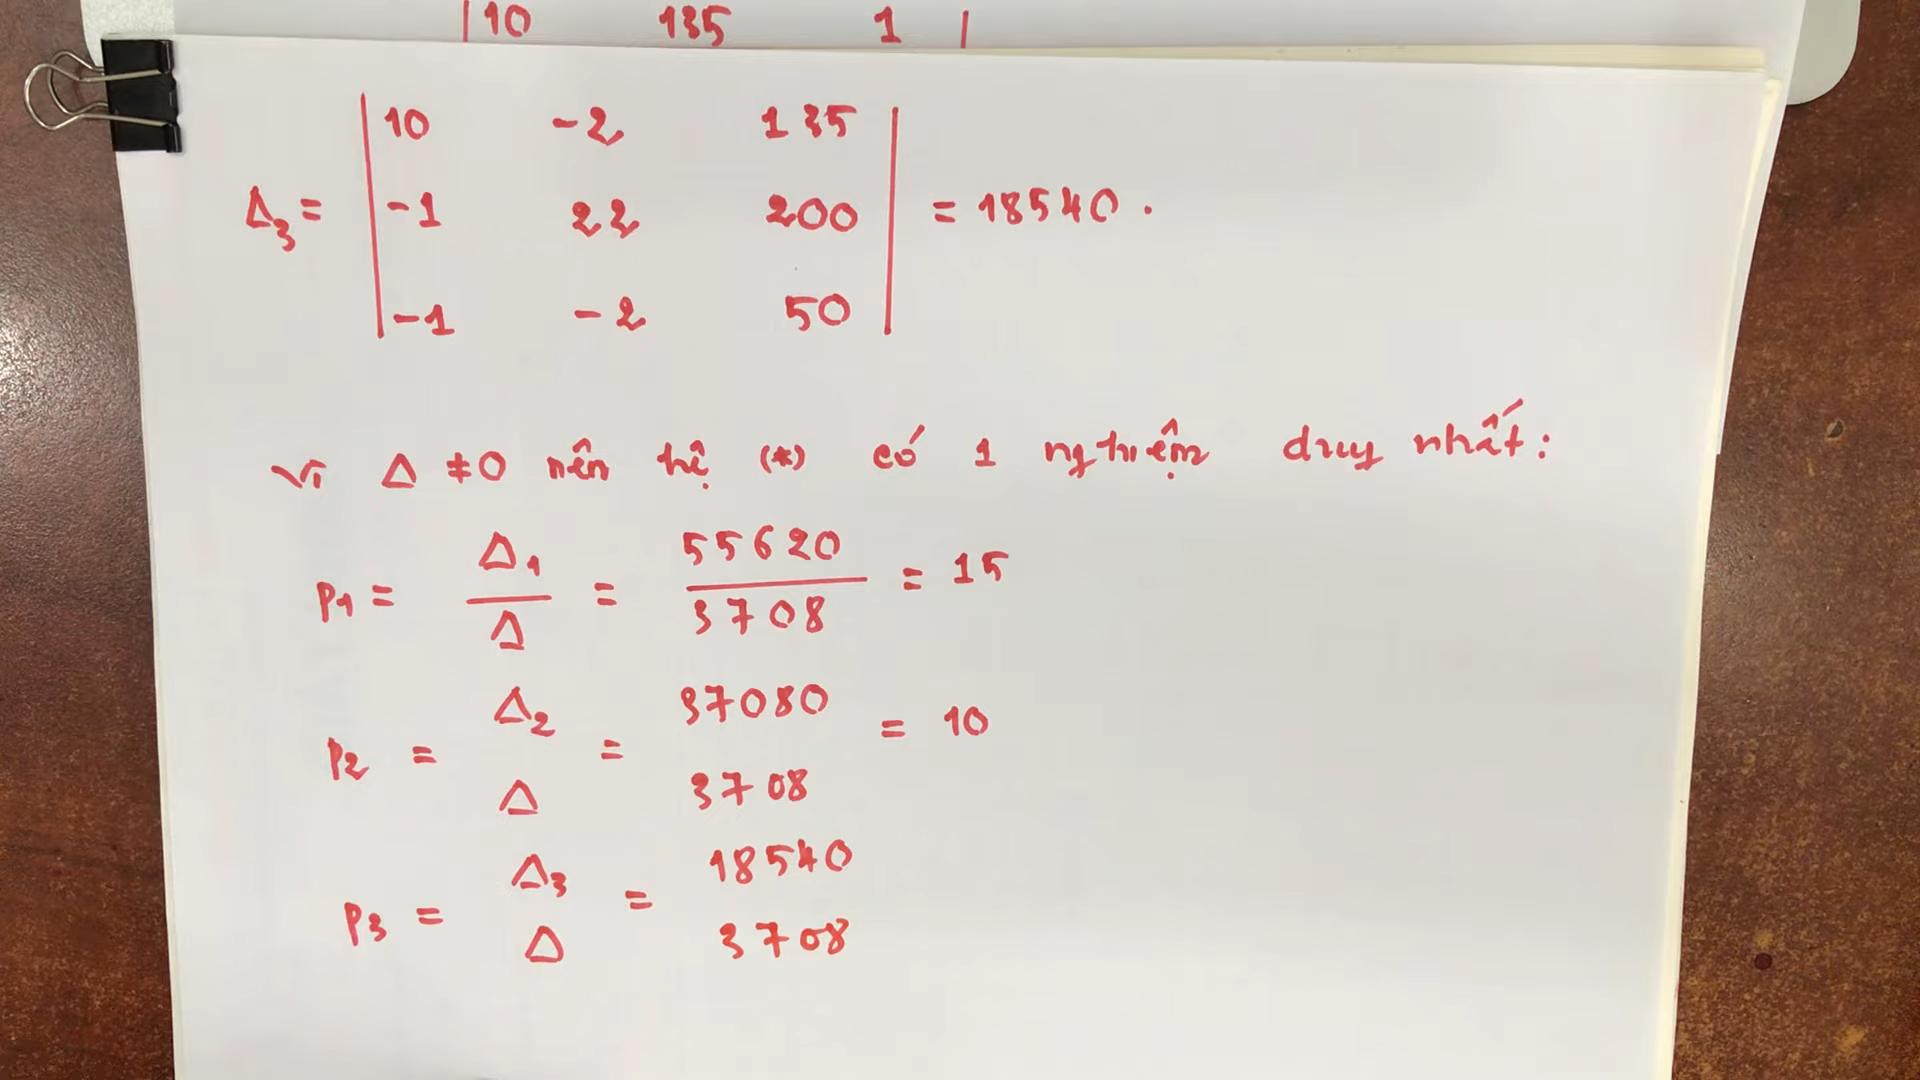 10 135 1
10 -2 135
Δ3 = -1 22 200 = 18540.
-1 -2 50
Vì Δ ≠ 0 nên hệ (*) có 1 nghiệm duy nhất:
p1 = Δ1/Δ = 55620/3708 = 15
p2 = Δ2/Δ = 37080/3708 = 10
p3 = Δ3/Δ = 18540/3708